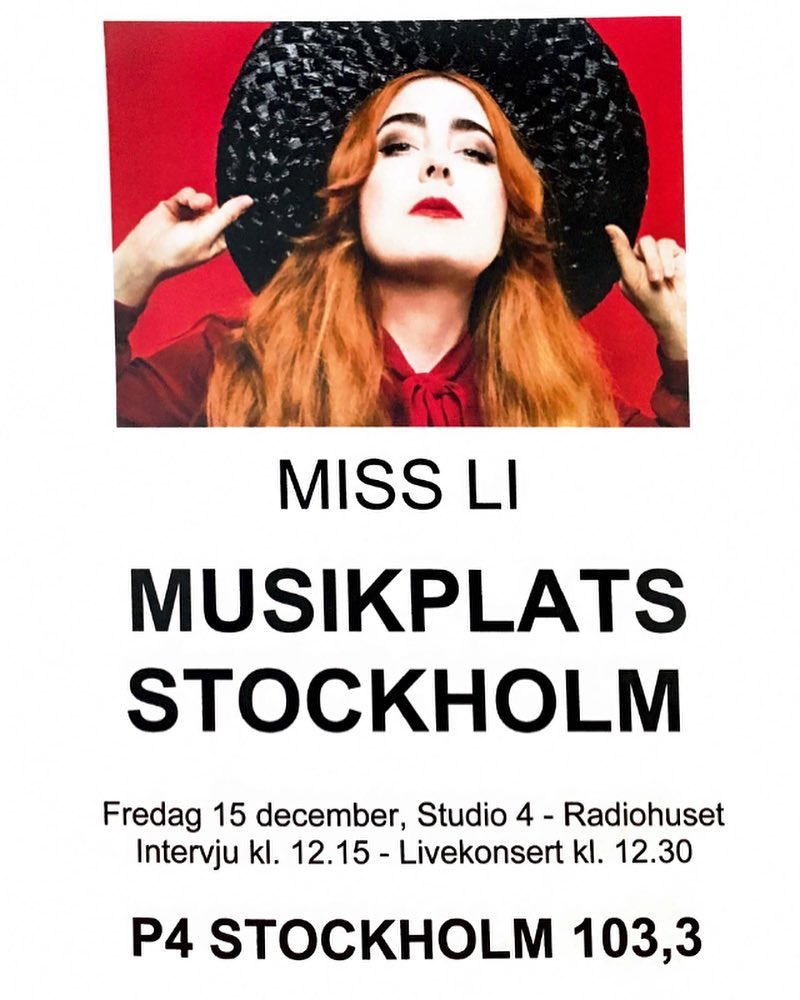 MISS LI
MUSIKPLATS
STOCKHOLM
Fredag 15 december, Studio 4 - Radiohuset
Intervju kl. 12.15 - Livekonsert kl. 12.30
P4 STOCKHOLM 103,3